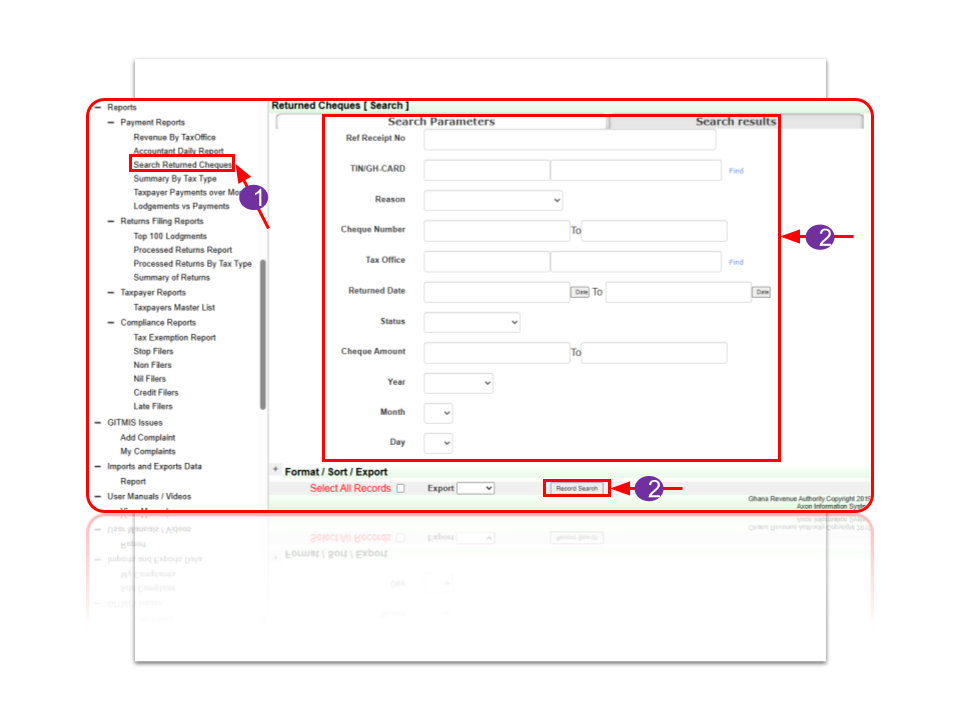 Reports
Payment Reports
Revenue By TaxOffice
Accountant Daily Report
Search Returned Cheques
Summary By Tax Type
Taxpayer Payments over
Lodgements vs Payments
Returns Filing Reports
Top 100 Lodgments
Processed Returns Report
Processed Returns By Tax Type
Summary of Returns
Taxpayer Reports
Taxpayers Master List
Compliance Reports
Tax Exemption Report
Stop Filers
Non Filers
Nil Filers
Credit Filers
Late Filers
GITMIS Issues
Add Complaint
My Complaints
Imports and Exports Data
Report
User Manuals / Videos
1
Returned Cheques [ Search ]
Search Parameters Search results
Ref Receipt No
TIN/GH-CARD Find
Reason
Cheque Number To
Tax Office Find
Returned Date Date To Date
Status
Cheque Amount To
Year
Month
Day
2
+ Format / Sort / Export
Select All Records Export Record Search
2
Ghana Revenue Authority Copyright 201
Axon Information Syste